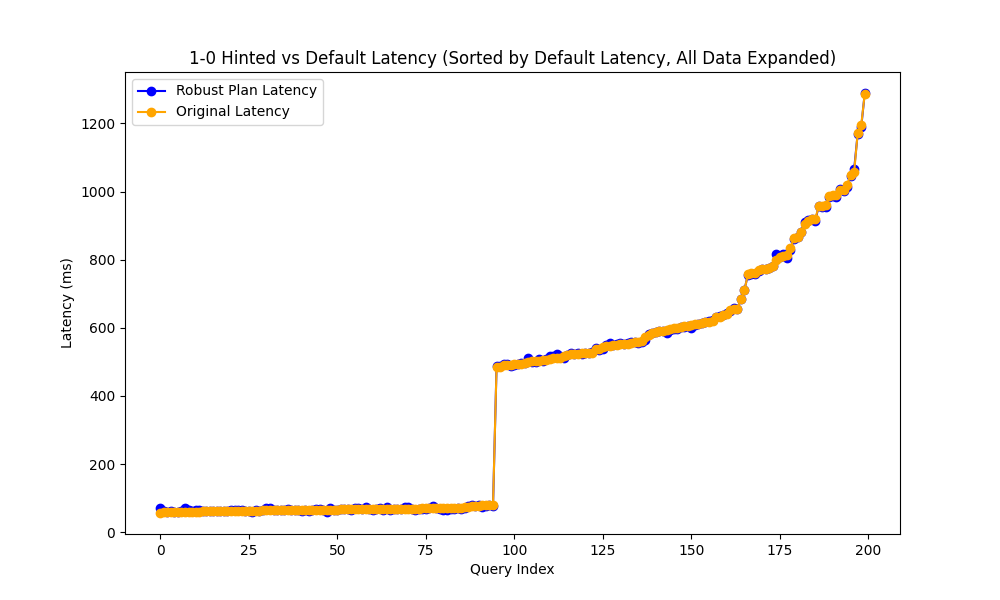 1-0 Hinted vs Default Latency (Sorted by Default Latency, All Data Expanded)
Robust Plan Latency
Original Latency
Latency (ms)
1200
1000
800
600
400
200
0
0 25 50 75 100 125 150 175 200
Query Index